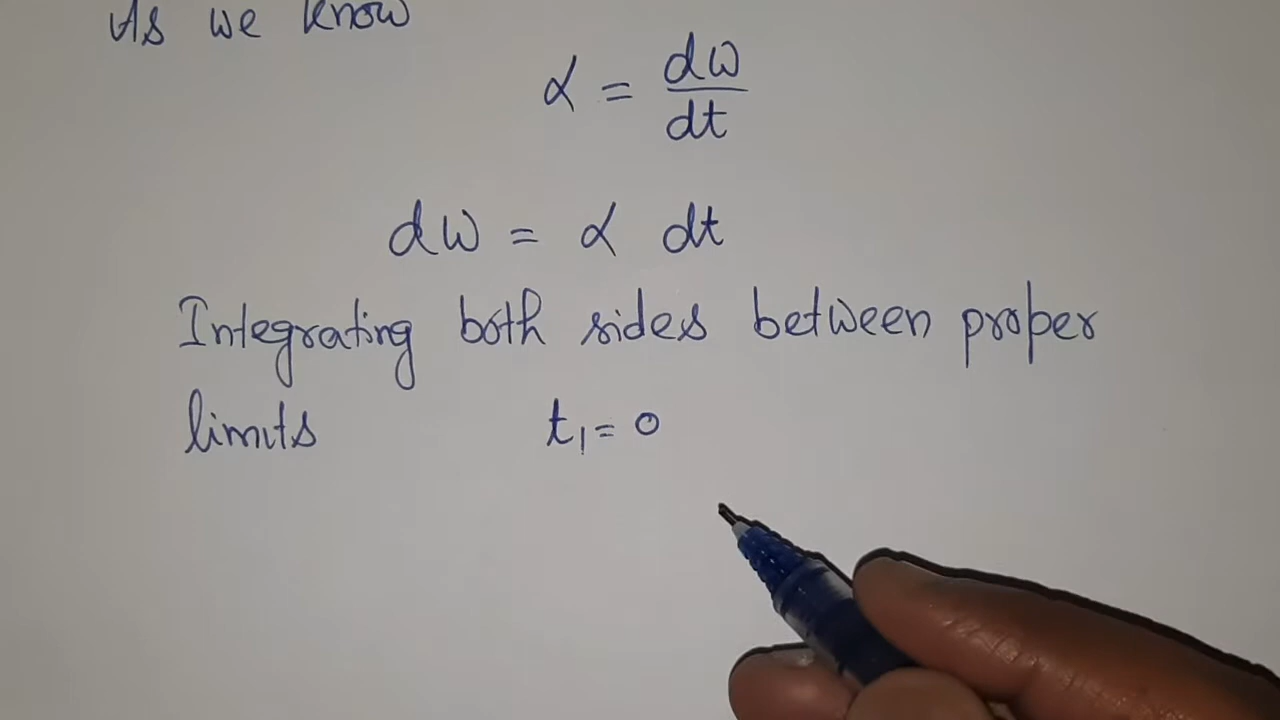 As we know
α = dω/dt
dω = α dt
Integrating both sides between proper
limits t₁ = 0